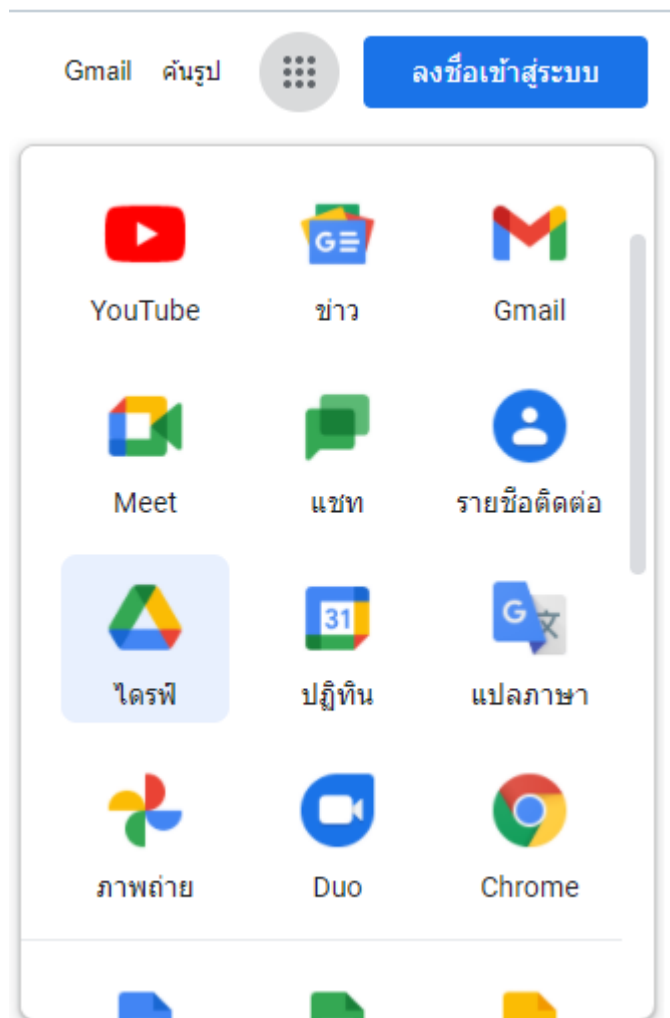 Gmail ค้นรูป ลงชื่อเข้าสู่ระบบ
YouTube ข่าว Gmail
Meet แชท รายชื่อติดต่อ
31
ไดรฟ์ ปฏิทิน แปลภาษา
ภาพถ่าย Duo Chrome